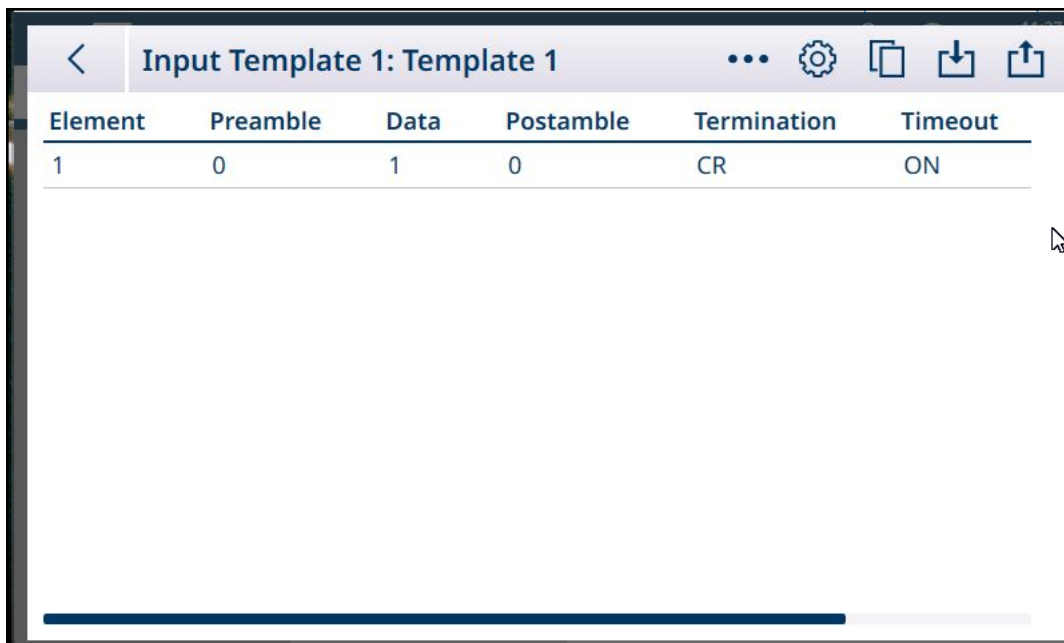 Input Template 1: Template 1
Element Preamble Data Postamble Termination Timeout
1 0 1 0 CR ON